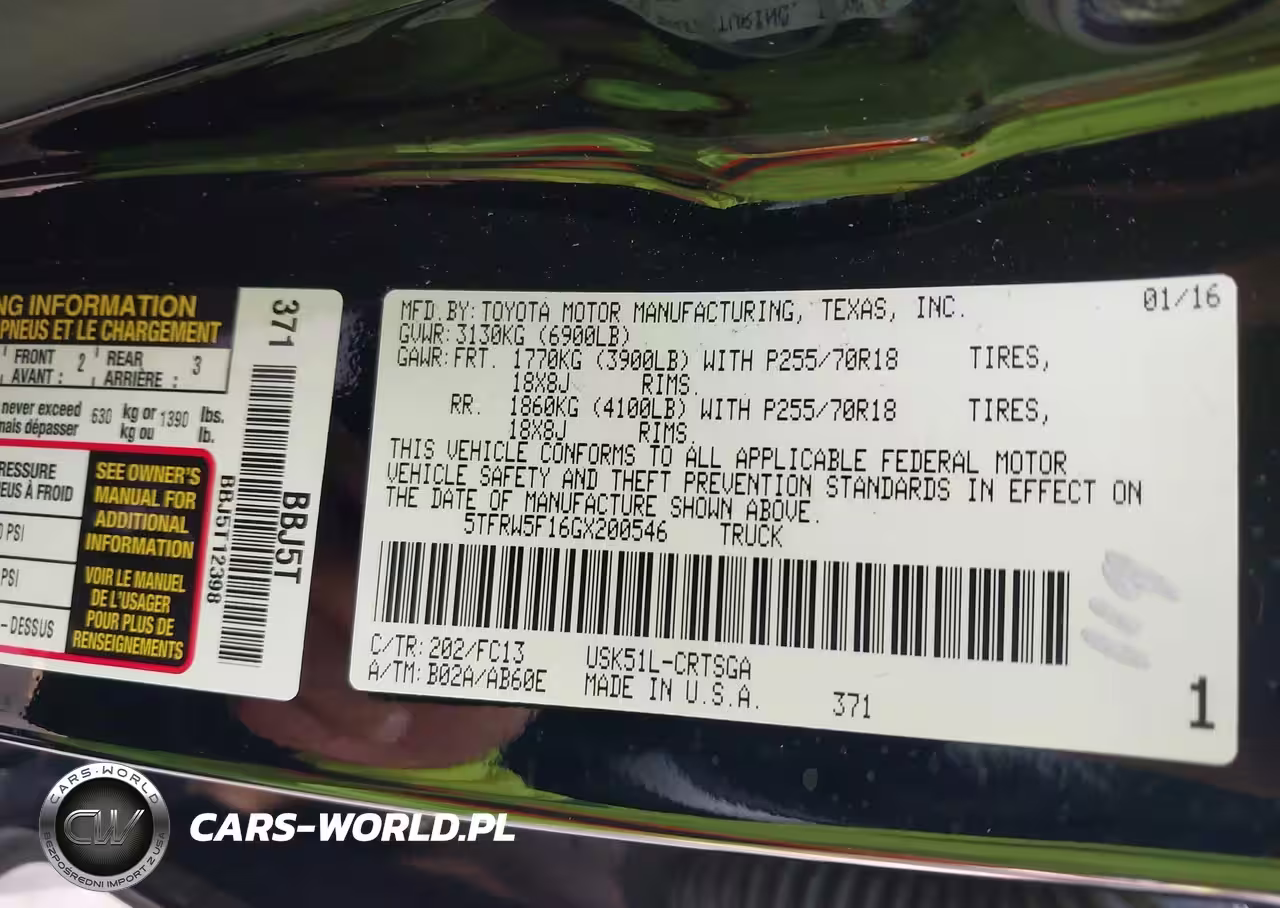 NG INFORMATION
PNEUS ET LE CHARGEMENT
FRONT 2 REAR 3
AVANT : ARRIÈRE :
never exceed 630 kg or 1390 lbs.
mais dépasser kg ou lb.
RESSURE
EUS À FROID
PSI
PSI
– DESSUS
SEE OWNER'S
MANUAL FOR
ADDITIONAL
INFORMATION
VOIR LE MANUEL
DE L'USAGER
POUR PLUS DE
RENSEIGNEMENTS
371
BBJ5T
BBJ5T12398
MFD.BY:TOYOTA MOTOR MANUFACTURING, TEXAS, INC. 01/16
GVWR:3130KG (6900LB)
GAWR:FRT. 1770KG (3900LB) WITH P255/70R18 TIRES,
18X8J RIMS.
RR. 1860KG (4100LB) WITH P255/70R18 TIRES,
18X8J RIMS.
THIS VEHICLE CONFORMS TO ALL APPLICABLE FEDERAL MOTOR
VEHICLE SAFETY AND THEFT PREVENTION STANDARDS IN EFFECT ON
THE DATE OF MANUFACTURE SHOWN ABOVE.
5TFRW5F16GX200546 TRUCK
C/TR:202/FC13 USK51L-CRTSGA
A/TM:B02A/AB60E MADE IN U.S.A. 371
1
CARS-WORLD
CW
BEZPOŚREDNI IMPORT Z USA
CARS-WORLD.PL